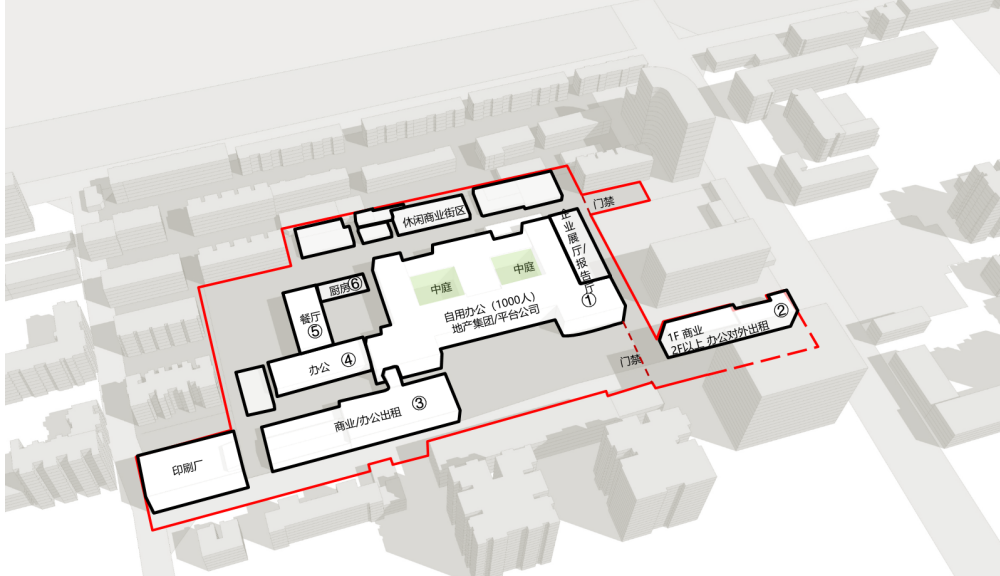 休闲商业街区
门禁
企业展厅/报告厅
①
中庭
中庭
厨房⑥
自用办公（1000人）
地产集团/平台公司
餐厅
⑤
②
1F 商业
2F以上 办公对外出租
门禁
办公 ④
③
商业/办公出租
印刷厂